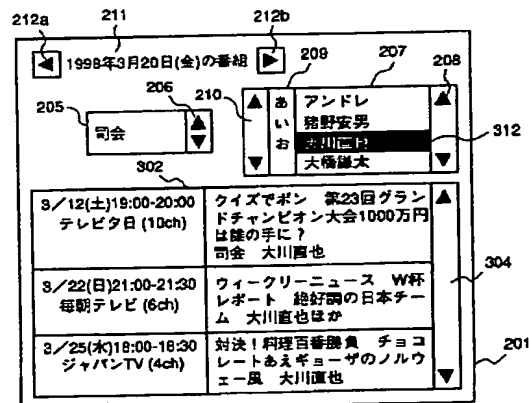 212a
211
212b
1998年3月20日(金)の番組
209
207
208
205
206
210
司会
あ
い
お
アンドレ
猪野安男
大川直也
大橋謙太
312
302
3/12(土)19:00-20:00
テレビタ日 (10ch)
クイズでポン 第23回グラン
ドチャンピオン大会1000万円
は誰の手に?
司会 大川直也
304
3/22(日)21:00-21:30
毎朝テレビ (6ch)
ウィークリーニュース W杯
レポート 絶好調の日本チー
ム 大川直也ほか
201
3/25(水)18:00-18:30
ジャパンTV (4ch)
対決!料理百番勝負 チョコ
レートあえギョーザのノルウ
ェー風 大川直也